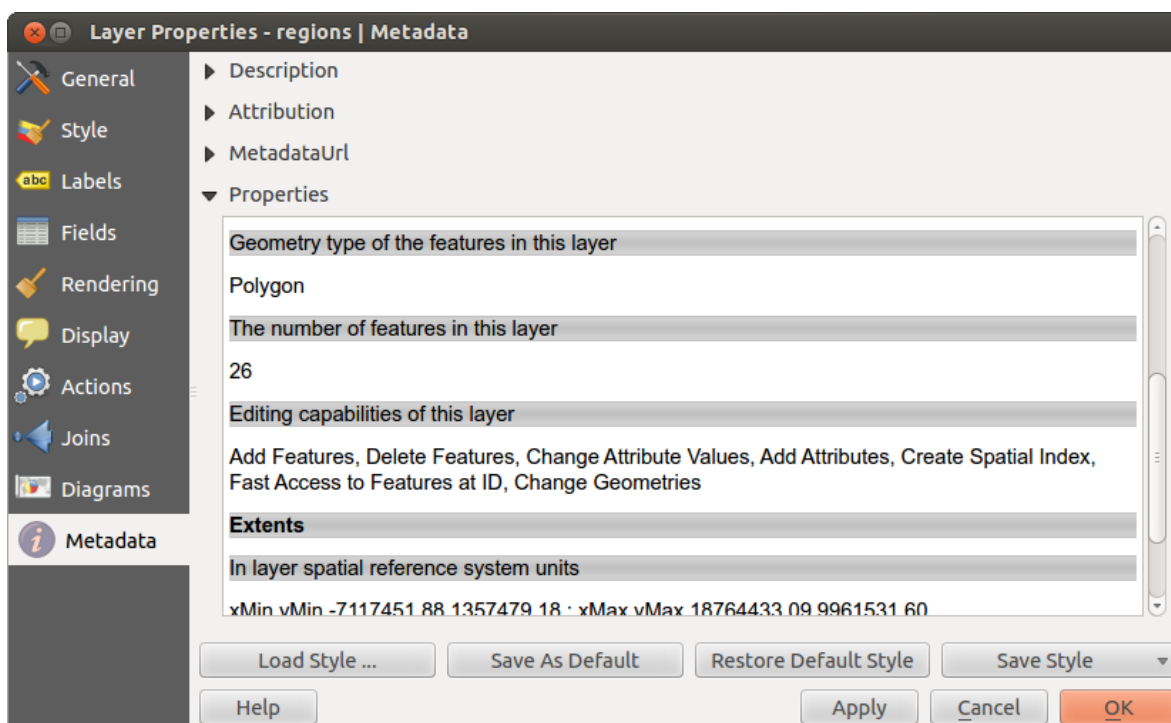 Layer Properties - regions | Metadata
General
Style
abc Labels
Fields
Rendering
Display
Actions
Joins
Diagrams
i Metadata
Description
Attribution
MetadataUrl
Properties
Geometry type of the features in this layer
Polygon
The number of features in this layer
26
Editing capabilities of this layer
Add Features, Delete Features, Change Attribute Values, Add Attributes, Create Spatial Index,
Fast Access to Features at ID, Change Geometries
Extents
In layer spatial reference system units
xMin,yMin -7117451.88,1357479.18 : xMax,yMax 18764433.09,9961531.60
Load Style ...
Save As Default
Restore Default Style
Save Style
Help
Apply
Cancel
OK